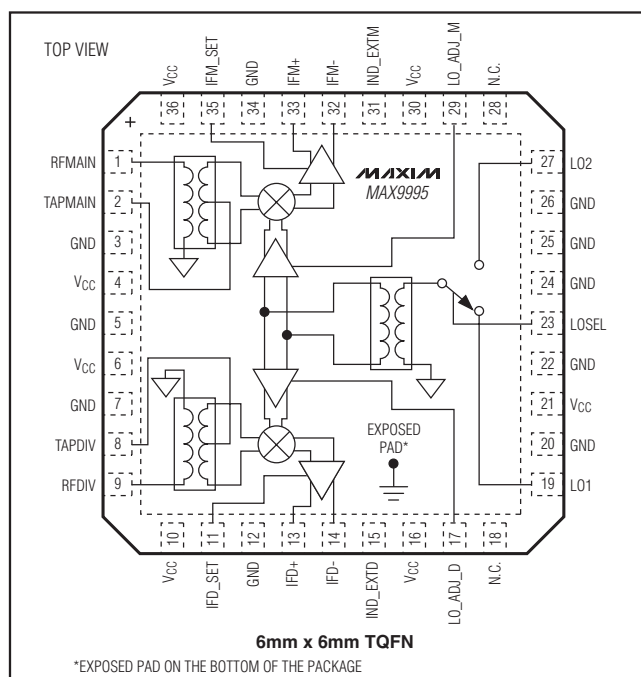 TOP VIEW
VCC
IFM_SET
GND
IFM+
IFM-
IND_EXTM
VCC
LO_ADJ_M
N.C.
36
35
34
33
32
31
30
29
28
+
RFMAIN 1
TAPMAIN 2
GND 3
VCC 4
GND 5
VCC 6
GND 7
TAPDIV 8
RFDIV 9
MAXIM
MAX9995
27 LO2
26 GND
25 GND
24 GND
23 LOSEL
22 GND
21 VCC
20 GND
19 LO1
EXPOSED
PAD*
10
11
12
13
14
15
16
17
18
VCC
IFD_SET
GND
IFD+
IFD-
IND_EXTD
VCC
LO_ADJ_D
N.C.
6mm x 6mm TQFN
*EXPOSED PAD ON THE BOTTOM OF THE PACKAGE